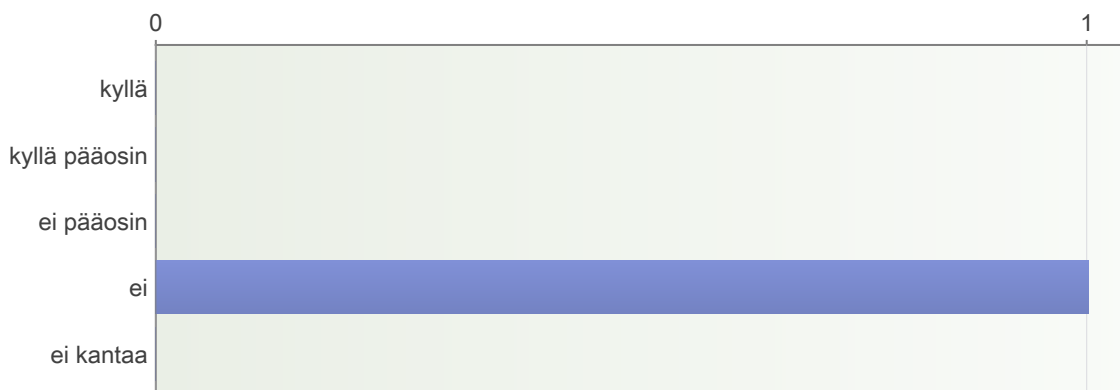 0 1
kyllä
kyllä pääosin
ei pääosin
ei
ei kantaa